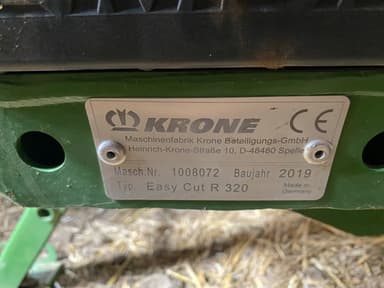 KRONE CE
Maschinenfabrik Krone Beteiligungs-GmbH
Heinrich-Krone-Straße 10, D-48480 Spelle
Masch.Nr. 1008072 Baujahr 2019
Typ Easy Cut R 320
Made in
Germany